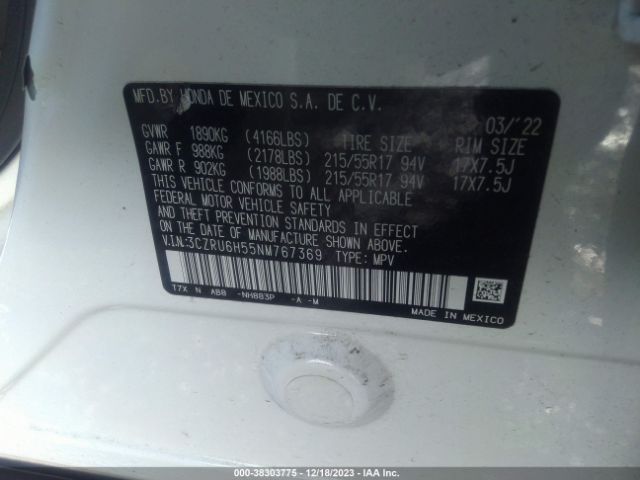 MFD.BY HONDA DE MEXICO S.A. DE C.V.
03/'22
GVWR 1890KG (4166LBS) TIRE SIZE RIM SIZE
GAWR F 988KG (2178LBS) 215/55R17 94V 17X7.5J
GAWR R 902KG (1988LBS) 215/55R17 94V 17X7.5J
THIS VEHICLE CONFORMS TO ALL APPLICABLE
FEDERAL MOTOR VEHICLE SAFETY
AND THEFT PREVENTION STANDARDS IN EFFECT
ON THE DATE OF MANUFACTURE SHOWN ABOVE.
V.I.N:3CZRU6H55NM767369 TYPE: MPV
T7X N AB8 -NH883P -A -M
MADE IN MEXICO
000-38303775 - 12/18/2023 - IAA Inc.